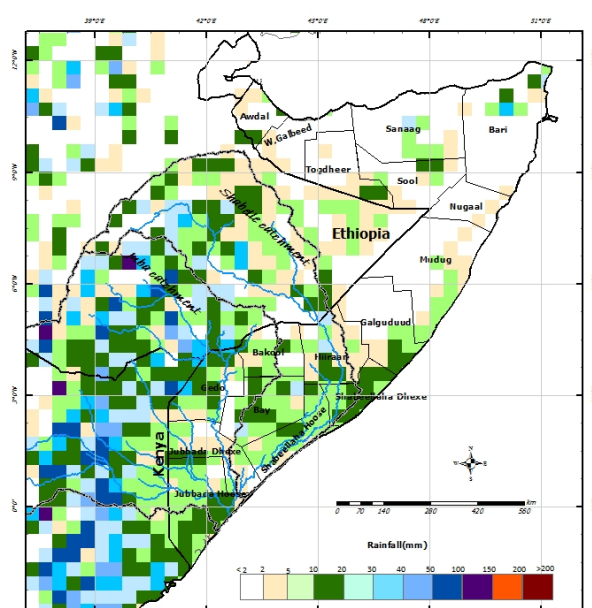 39°0'E 42°0'E 45°0'E 48°0'E 51°0'E
12°0'N
9°0'N
6°0'N
3°0'N
0°0'
Awdal
W.Galbeed
Togdheer
Sanaag
Bari
Sool
Nugaal
Shabelle catchment
Ethiopia
Mudug
Juba catchment
Galguduud
Bakool
Hiiraan
Gedo
Shabeellaha Dhexe
Bay
Shabeellaha Hoose
Kenya
Jubbada Dhexe
Jubbada Hoose
N
W E
S
km
0 70 140 280 420 560
Rainfall(mm)
<2 2 5 10 20 30 40 50 100 150 200 >200